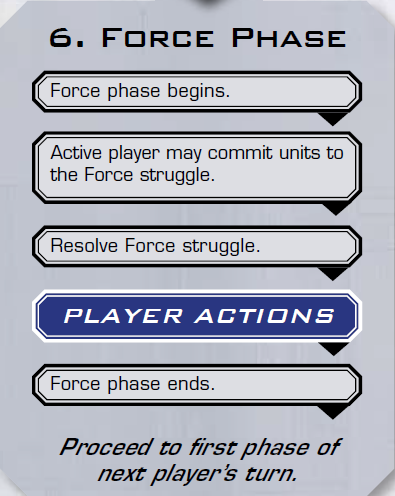 6. Force Phase
Force phase begins.
Active player may commit units to
the Force struggle.
Resolve Force struggle.
PLAYER ACTIONS
Force phase ends.
Proceed to first phase of
next player's turn.